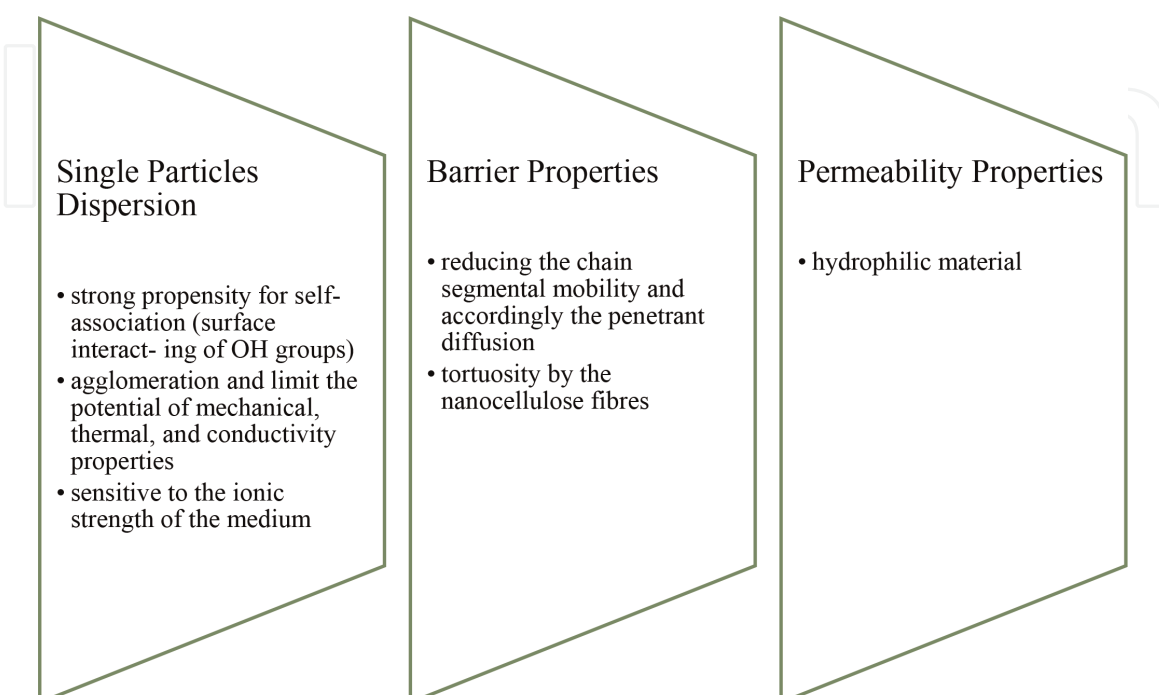 Single Particles
Dispersion
• strong propensity for self-
association (surface
interact- ing of OH groups)
• agglomeration and limit the
potential of mechanical,
thermal, and conductivity
properties
• sensitive to the ionic
strength of the medium
Barrier Properties
• reducing the chain
segmental mobility and
accordingly the penetrant
diffusion
• tortuosity by the
nanocellulose fibres
Permeability Properties
• hydrophilic material